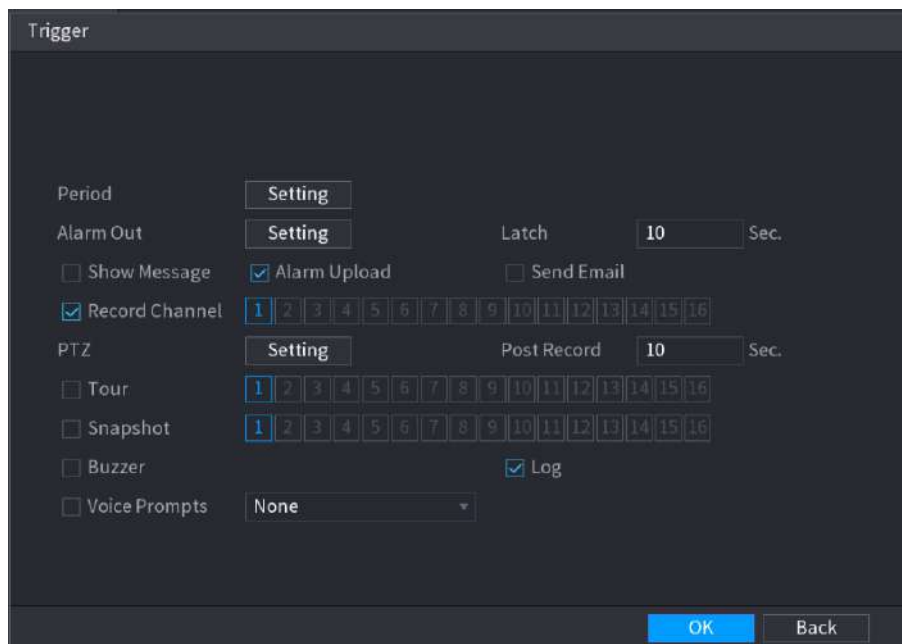 Trigger
Period Setting
Alarm Out Setting Latch 10 Sec.
Show Message Alarm Upload Send Email
Record Channel 1 2 3 4 5 6 7 8 9 10 11 12 13 14 15 16
PTZ Setting Post Record 10 Sec.
Tour 1 2 3 4 5 6 7 8 9 10 11 12 13 14 15 16
Snapshot 1 2 3 4 5 6 7 8 9 10 11 12 13 14 15 16
Buzzer Log
Voice Prompts None
OK Back